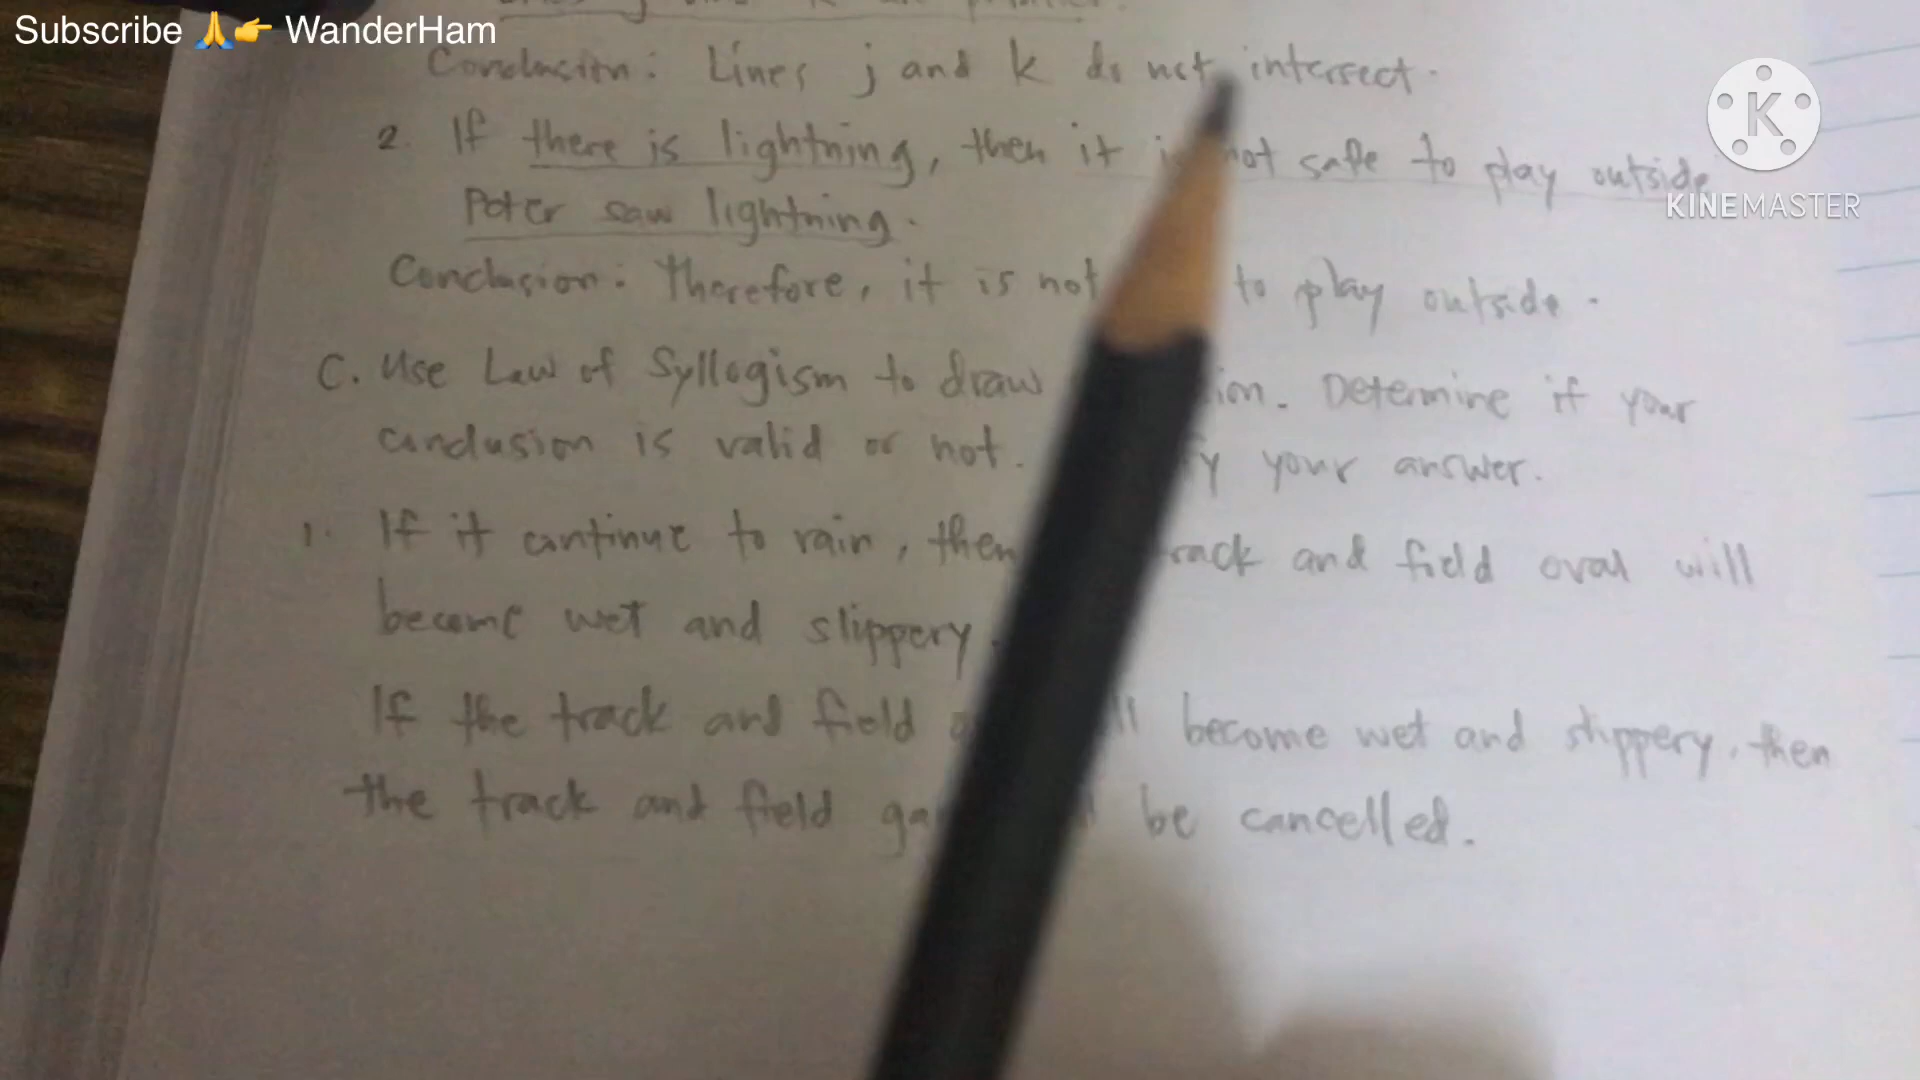 Subscribe 🙏👉 WanderHam
Conclusion: Lines j and k do not intersect.
2. If there is lightning, then it not safe to play outside
Peter saw lightning.
Conclusion: Therefore, it is not to play outside.
C. Use Law of Syllogism to draw Determine if your
conclusion is valid or not. your answer.
1. If it continue to rain, then and field oval will
become wet and slippery.
If the track and field become wet and slippery, then
the track and field be cancelled.
K
KINEMASTER